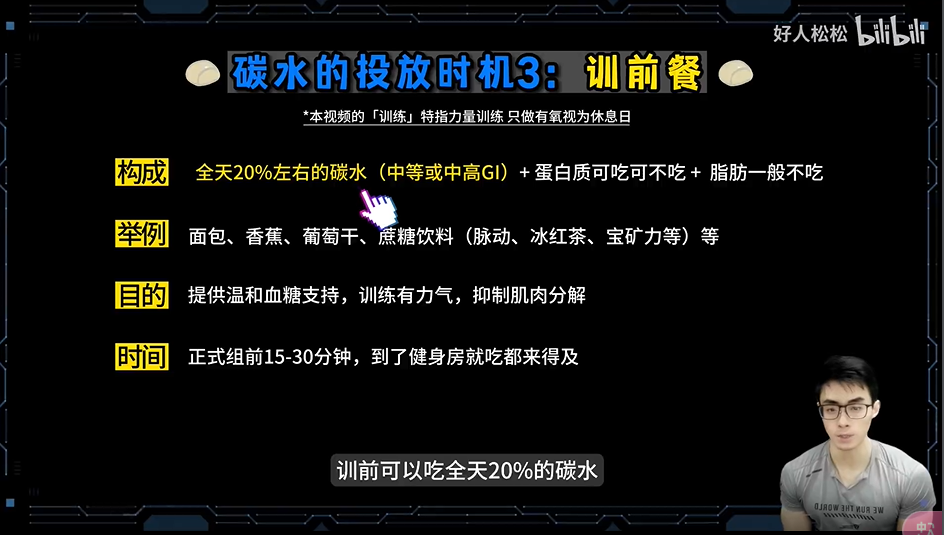 好人松松 bilibili
碳水的投放时机3：训前餐
*本视频的「训练」特指力量训练 只做有氧视为休息日
构成 全天20%左右的碳水（中等或中高GI）+ 蛋白质可吃可不吃 + 脂肪一般不吃
举例 面包、香蕉、葡萄干、蔗糖饮料（脉动、冰红茶、宝矿力等）等
目的 提供温和血糖支持，训练有力气，抑制肌肉分解
时间 正式组前15-30分钟，到了健身房就吃都来得及
训前可以吃全天20%的碳水